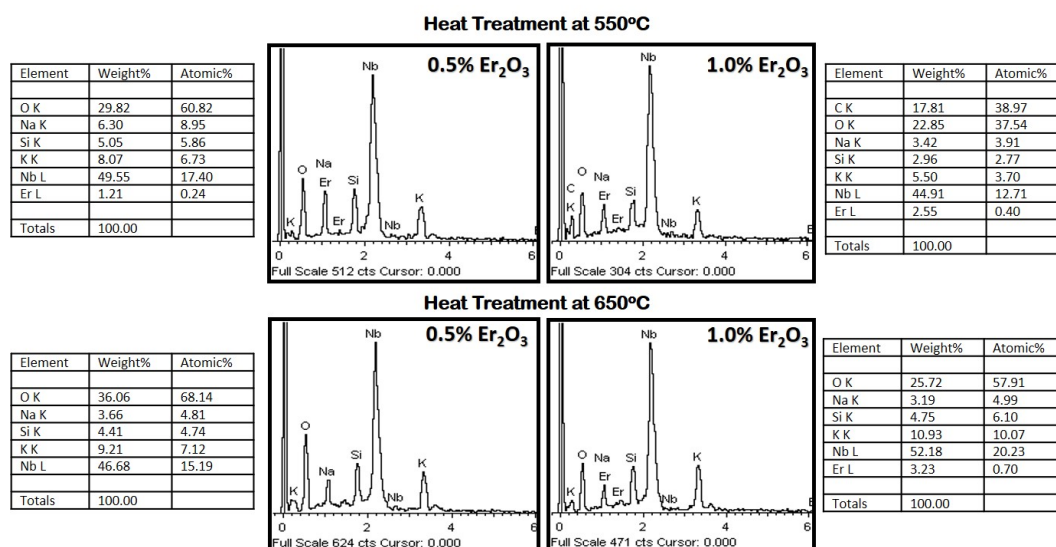 Heat Treatment at 550ºC
Element Weight% Atomic%
O K 29.82 60.82
Na K 6.30 8.95
Si K 5.05 5.86
K K 8.07 6.73
Nb L 49.55 17.40
Er L 1.21 0.24
Totals 100.00
0.5% Er₂O₃
Nb
O
Na
Er
Si
K
Er
Nb
K
0 2 4 6
Full Scale 512 cts Cursor: 0.000
1.0% Er₂O₃
Nb
O
Na
C
Er
Si
K
Er
Nb
K
0 2 4 6
Full Scale 304 cts Cursor: 0.000
Element Weight% Atomic%
C K 17.81 38.97
O K 22.85 37.54
Na K 3.42 3.91
Si K 2.96 2.77
K K 5.50 3.70
Nb L 44.91 12.71
Er L 2.55 0.40
Totals 100.00
Heat Treatment at 650ºC
Element Weight% Atomic%
O K 36.06 68.14
Na K 3.66 4.81
Si K 4.41 4.74
K K 9.21 7.12
Nb L 46.68 15.19
Totals 100.00
0.5% Er₂O₃
Nb
O
Si
Na
K
K
Nb
0 2 4 6
Full Scale 624 cts Cursor: 0.000
1.0% Er₂O₃
Nb
O
Na
Si
Er
K
K
Er
Nb
0 2 4 6
Full Scale 471 cts Cursor: 0.000
Element Weight% Atomic%
O K 25.72 57.91
Na K 3.19 4.99
Si K 4.75 6.10
K K 10.93 10.07
Nb L 52.18 20.23
Er L 3.23 0.70
Totals 100.00